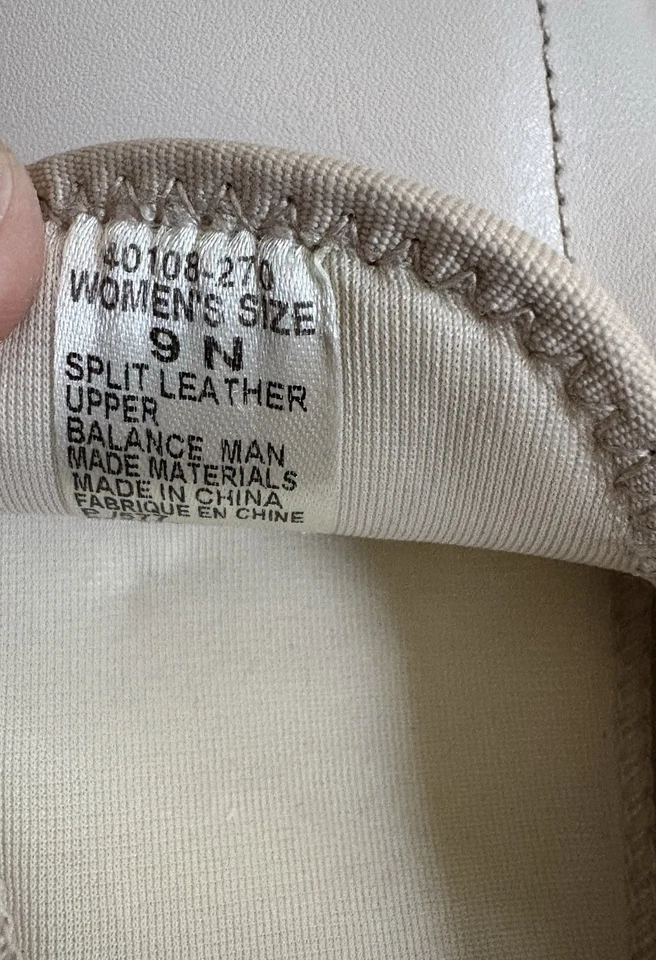 40108-270
WOMEN'S SIZE
9 N
SPLIT LEATHER
UPPER
BALANCE MAN
MADE MATERIALS
MADE IN CHINA
FABRIQUE EN CHINE